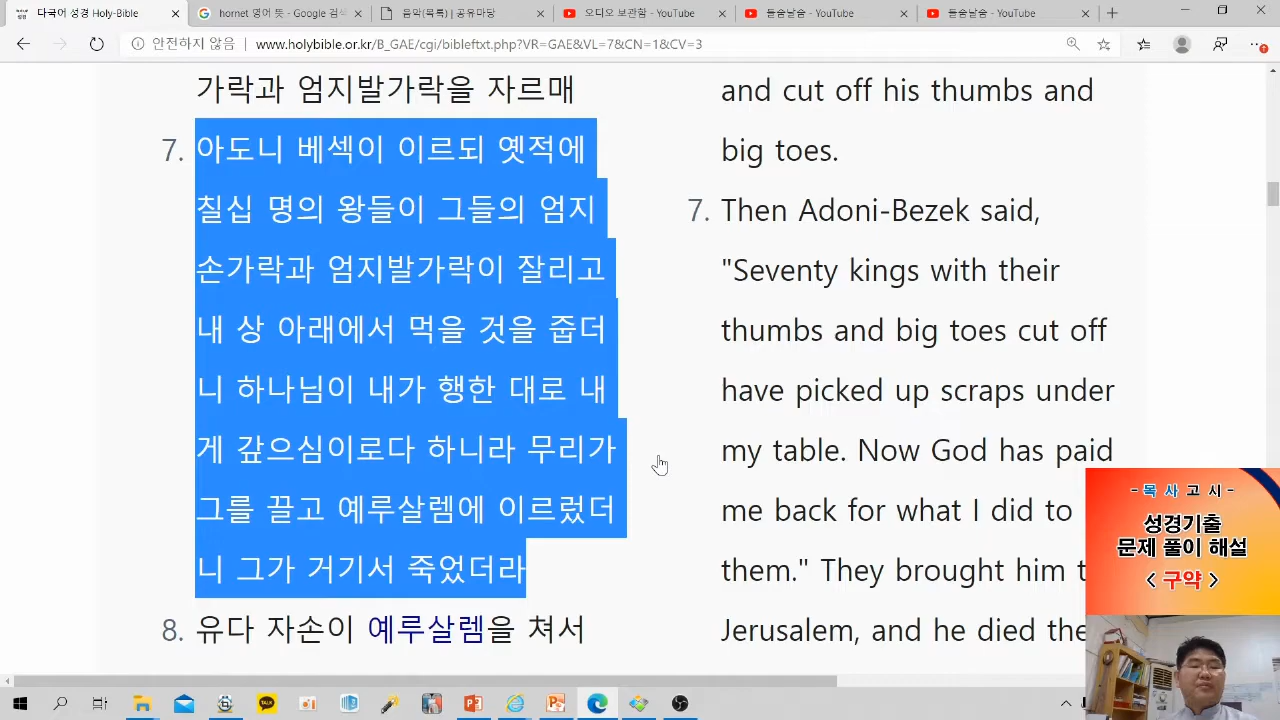 다국어 성경 Holy-Bible
hornet 영어 뜻 - Google 검색
음악(목록) | 공유마당
오디오 보관함 - YouTube
돌숨날숨 - YouTube
돌숨날숨 - YouTube
안전하지 않음 | www.holybible.or.kr/B_GAE/cgi/bibleftxt.php?VR=GAE&VL=7&CN=1&CV=3
가락과 엄지발가락을 자르매
7. 아도니 베섹이 이르되 옛적에
칠십 명의 왕들이 그들의 엄지
손가락과 엄지발가락이 잘리고
내 상 아래에서 먹을 것을 줍더
니 하나님이 내가 행한 대로 내
게 갚으심이로다 하니라 무리가
그를 끌고 예루살렘에 이르렀더
니 그가 거기서 죽었더라
8. 유다 자손이 예루살렘을 쳐서
and cut off his thumbs and
big toes.
7. Then Adoni-Bezek said,
"Seventy kings with their
thumbs and big toes cut off
have picked up scraps under
my table. Now God has paid
me back for what I did to
them." They brought him t
Jerusalem, and he died the
- 목 사 고 시 -
성경기출
문제 풀이 해설
< 구약 >